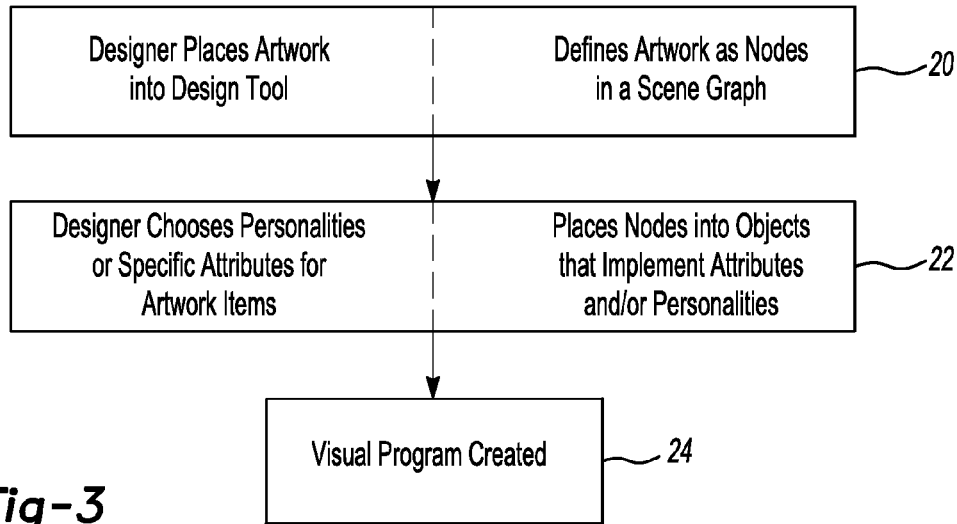 Designer Places Artwork
into Design Tool
Defines Artwork as Nodes
in a Scene Graph
20
Designer Chooses Personalities
or Specific Attributes for
Artwork Items
Places Nodes into Objects
that Implement Attributes
and/or Personalities
22
Visual Program Created
24
Fig-3